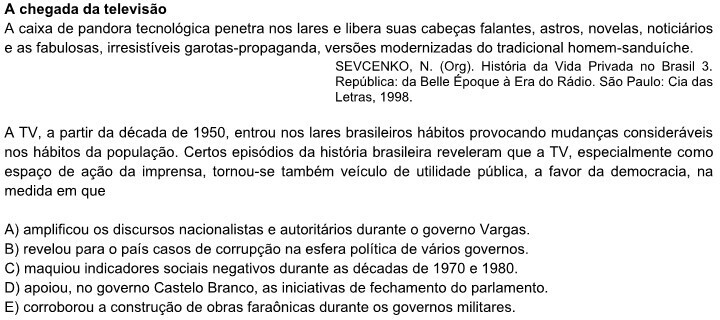 A chegada da televisão
A caixa de pandora tecnológica penetra nos lares e libera suas cabeças falantes, astros, novelas, noticiários
e as fabulosas, irresistíveis garotas-propaganda, versões modernizadas do tradicional homem-sanduíche.
SEVCENKO, N. (Org). História da Vida Privada no Brasil 3.
República: da Belle Époque à Era do Rádio. São Paulo: Cia das
Letras, 1998.
A TV, a partir da década de 1950, entrou nos lares brasileiros hábitos provocando mudanças consideráveis
nos hábitos da população. Certos episódios da história brasileira revelaram que a TV, especialmente como
espaço de ação da imprensa, tornou-se também veículo de utilidade pública, a favor da democracia, na
medida em que
A) amplificou os discursos nacionalistas e autoritários durante o governo Vargas.
B) revelou para o país casos de corrupção na esfera política de vários governos.
C) maquiou indicadores sociais negativos durante as décadas de 1970 e 1980.
D) apoiou, no governo Castelo Branco, as iniciativas de fechamento do parlamento.
E) corroborou a construção de obras faraônicas durante os governos militares.